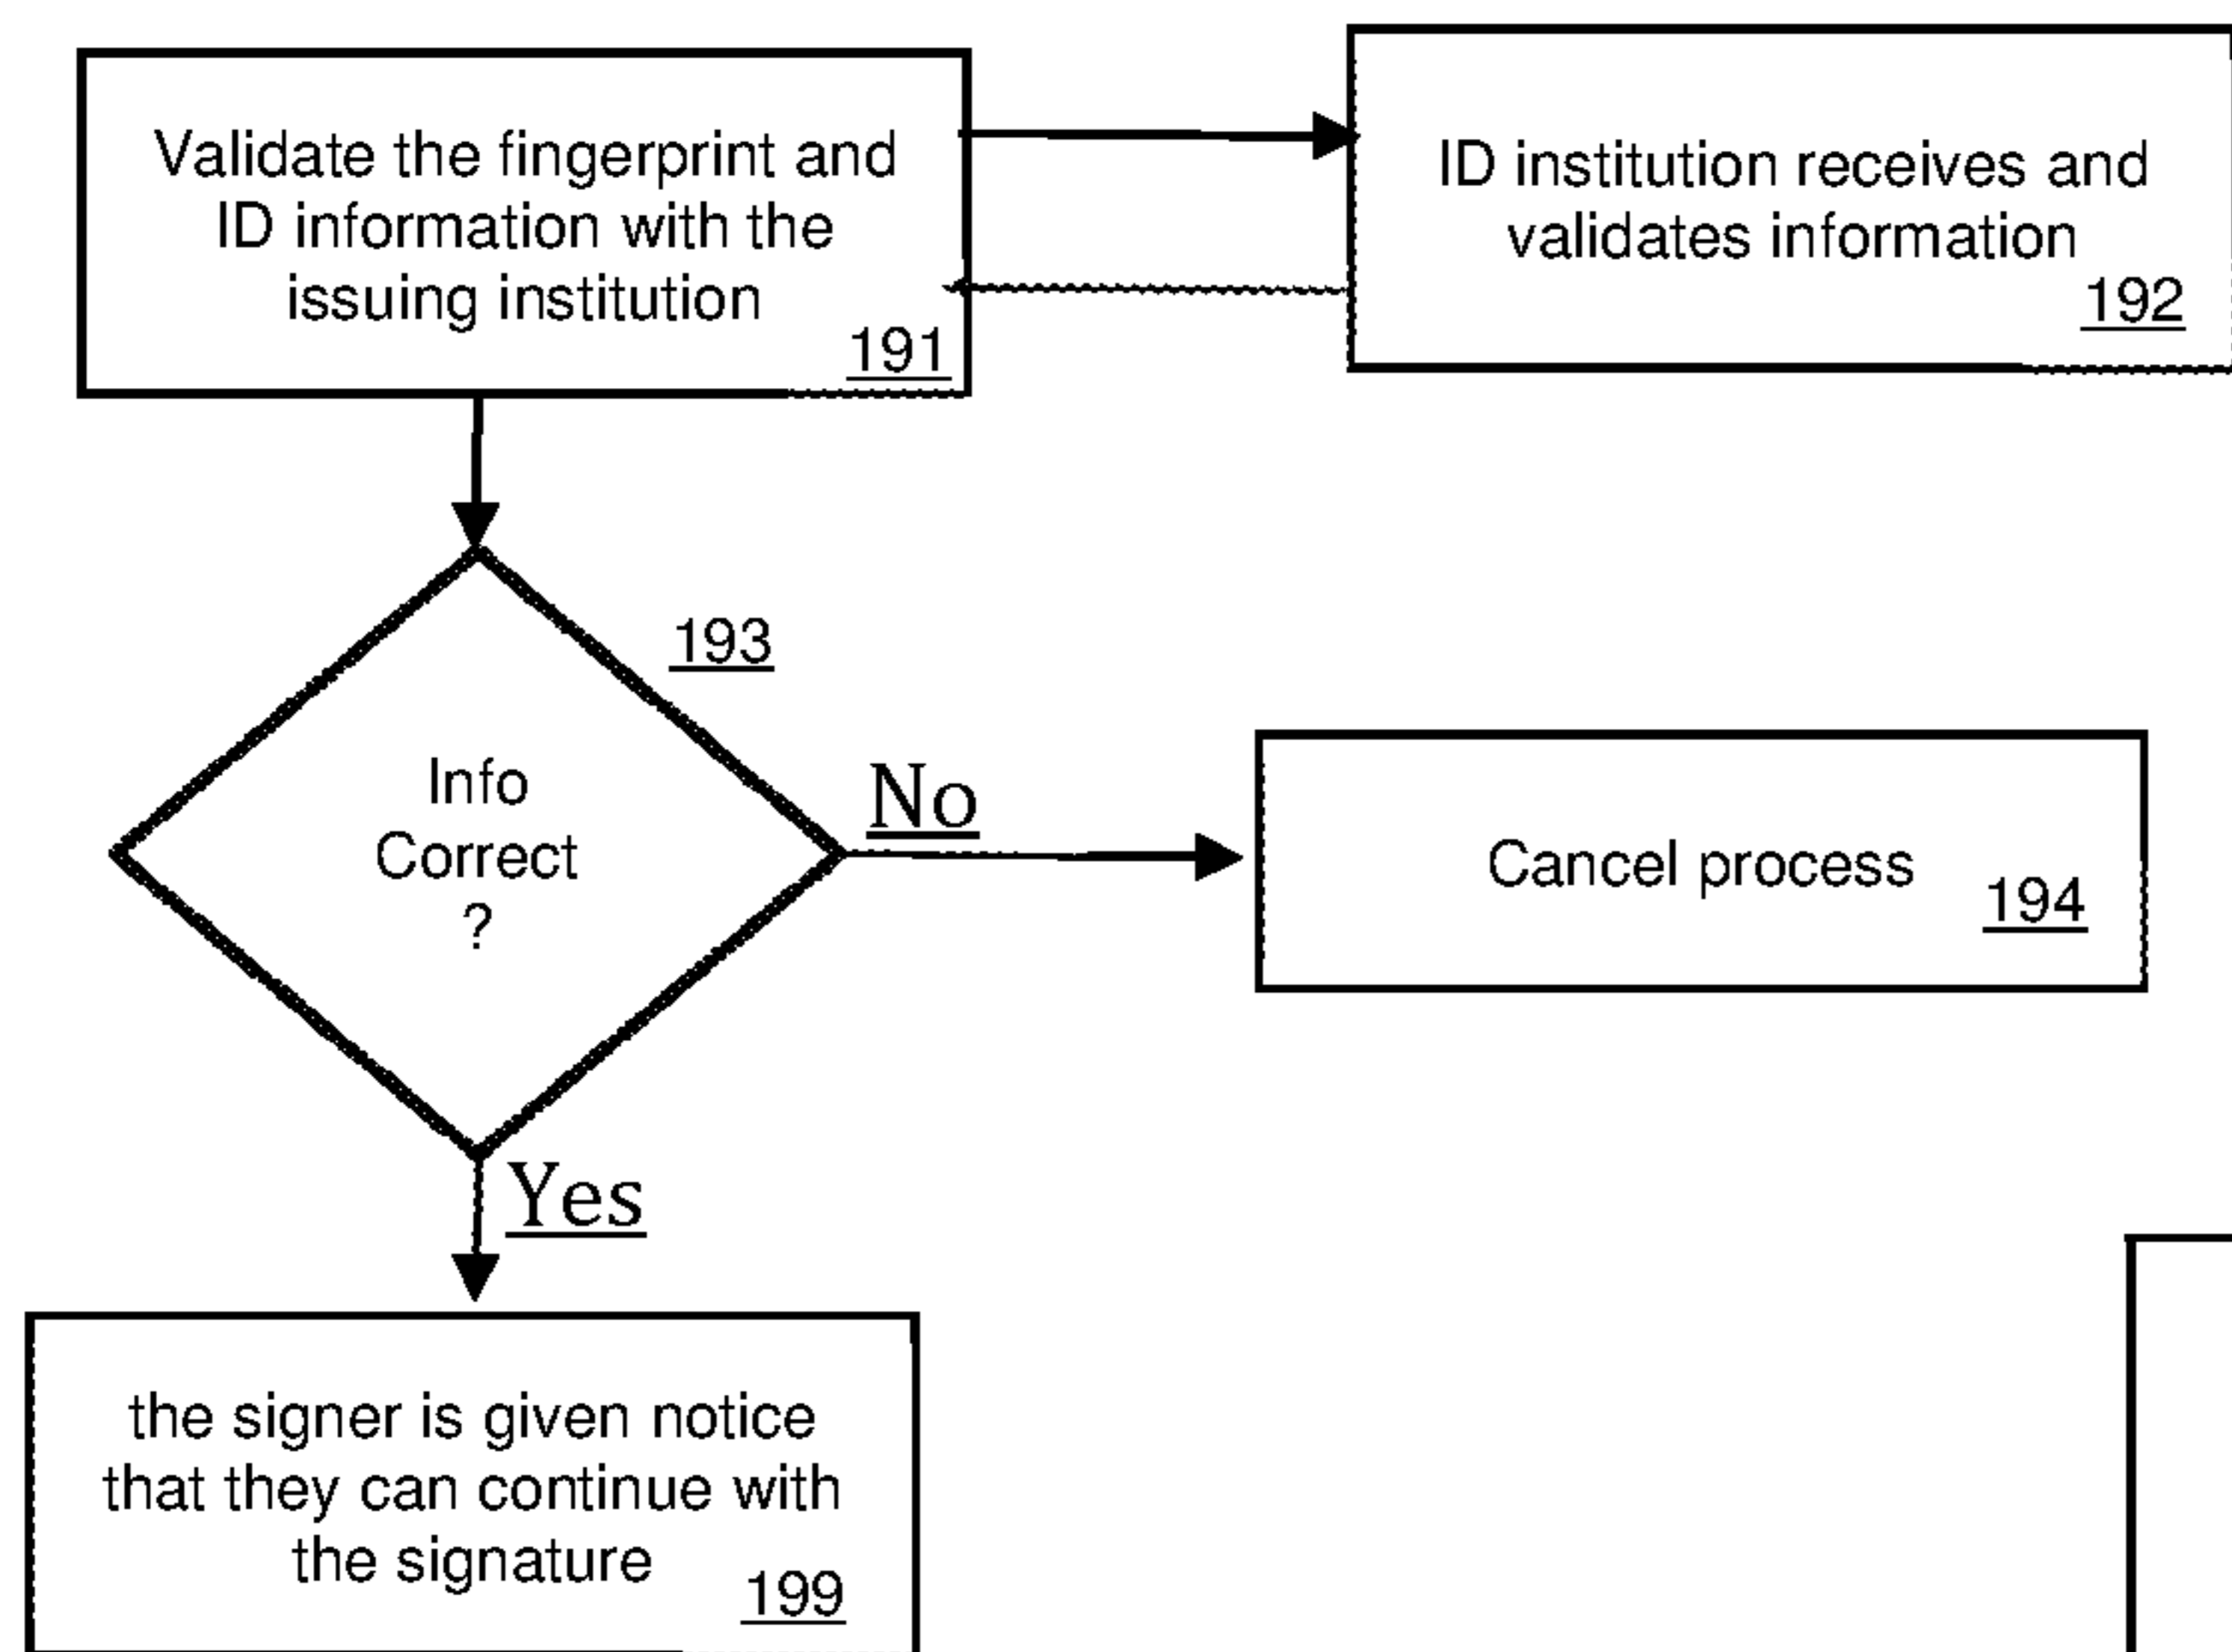 Validate the fingerprint and
ID information with the
issuing institution
191
ID institution receives and
validates information
192
193
Info
Correct
?
No
Cancel process
194
Yes
the signer is given notice
that they can continue with
the signature
199